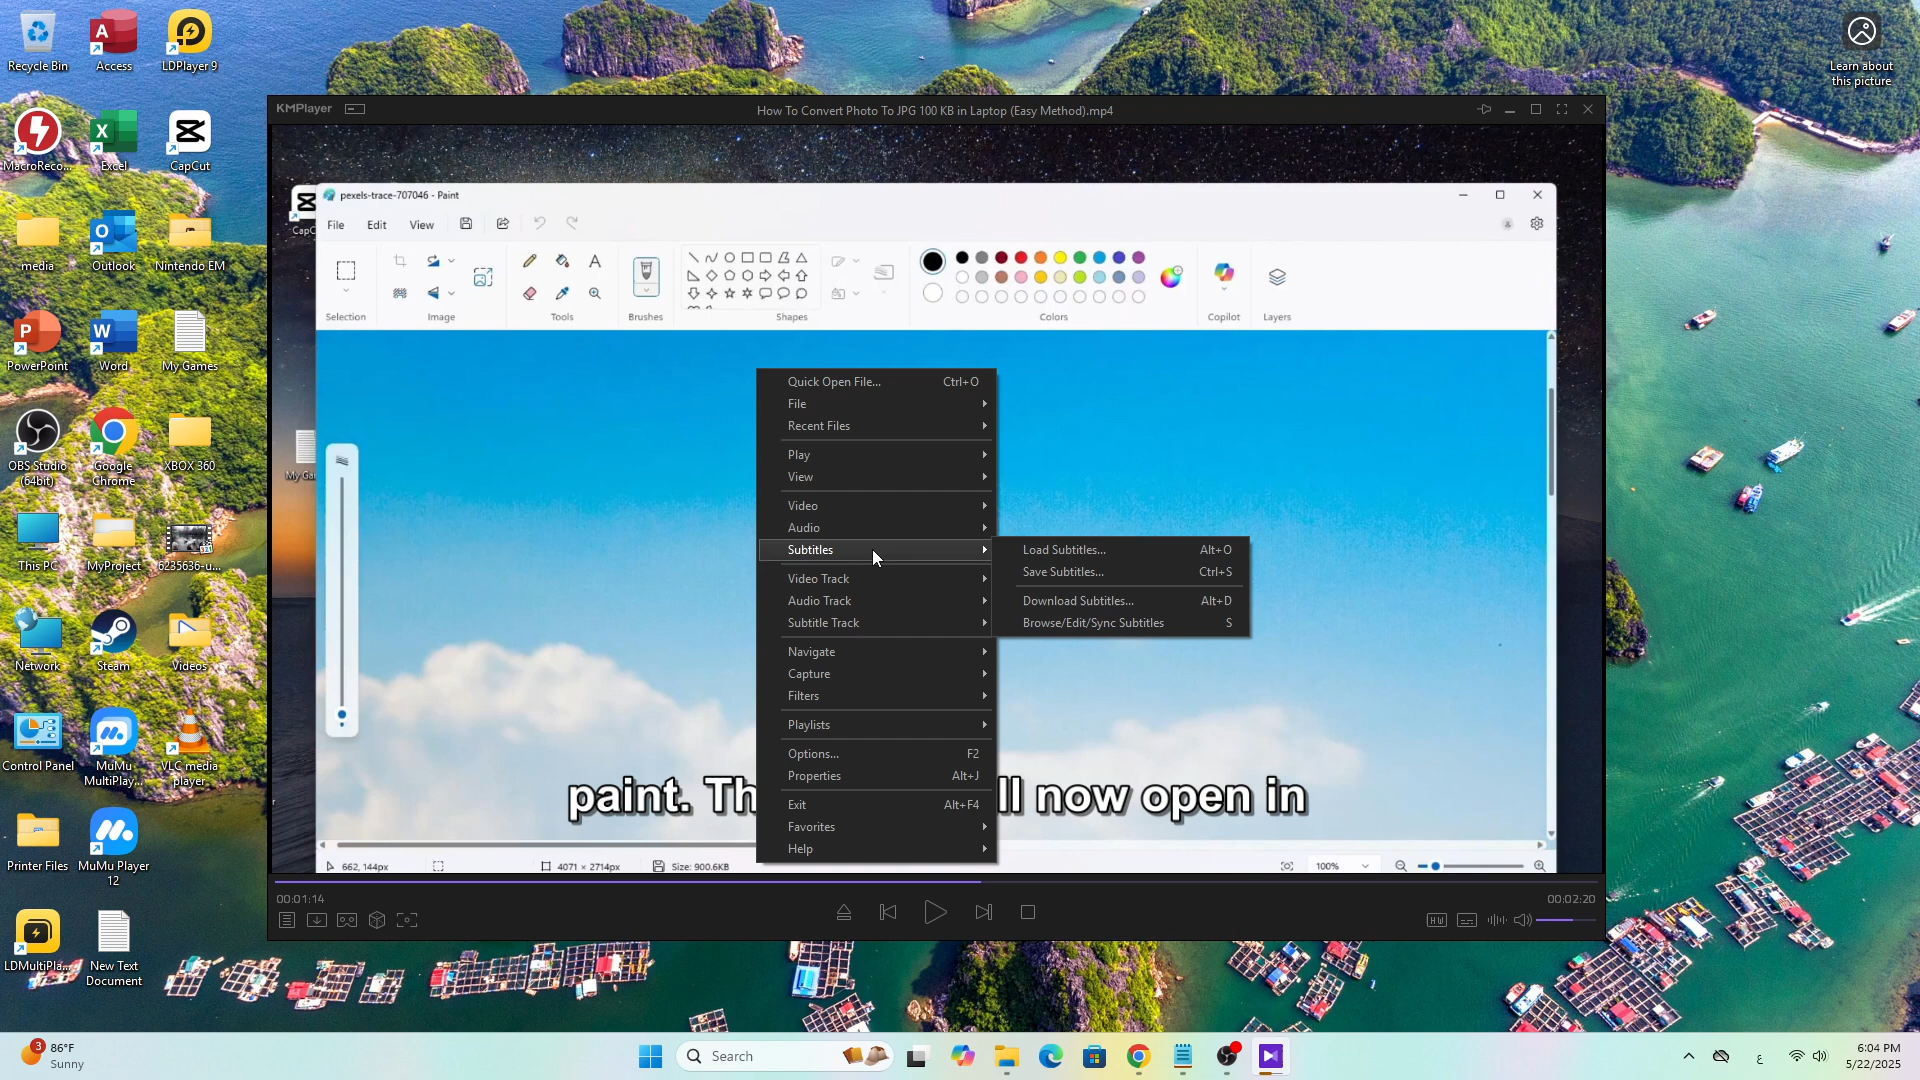 Recycle Bin
Access
LDPlayer 9
Learn about
this picture
KMPlayer
How To Convert Photo To JPG 100 KB in Laptop (Easy Method).mp4
MacroReco...
Excel
CapCut
pexels-trace-707046 - Paint
File
Edit
View
Selection
Image
Tools
Brushes
Shapes
Colors
Copilot
Layers
media
Outlook
Nintendo EM
PowerPoint
Word
My Games
OBS Studio
(64bit)
Google
Chrome
XBOX 360
This PC
MyProject
6235636-u...
Network
Steam
Videos
Control Panel
MuMu
MultiPlay...
VLC media
player
Printer Files
MuMu Player
12
LDMultiPla...
New Text
Document
Quick Open File... Ctrl+O
File
Recent Files
Play
View
Video
Audio
Subtitles
Video Track
Audio Track
Subtitle Track
Navigate
Capture
Filters
Playlists
Options... F2
Properties Alt+J
Exit Alt+F4
Favorites
Help
Load Subtitles... Alt+O
Save Subtitles... Ctrl+S
Download Subtitles... Alt+D
Browse/Edit/Sync Subtitles S
paint. Th ll now open in
662, 144px
4071 × 2714px
Size: 900.6KB
100%
00:01:14
00:02:20
HW
3
86°F
Sunny
Search
ع
6:04 PM
5/22/2025